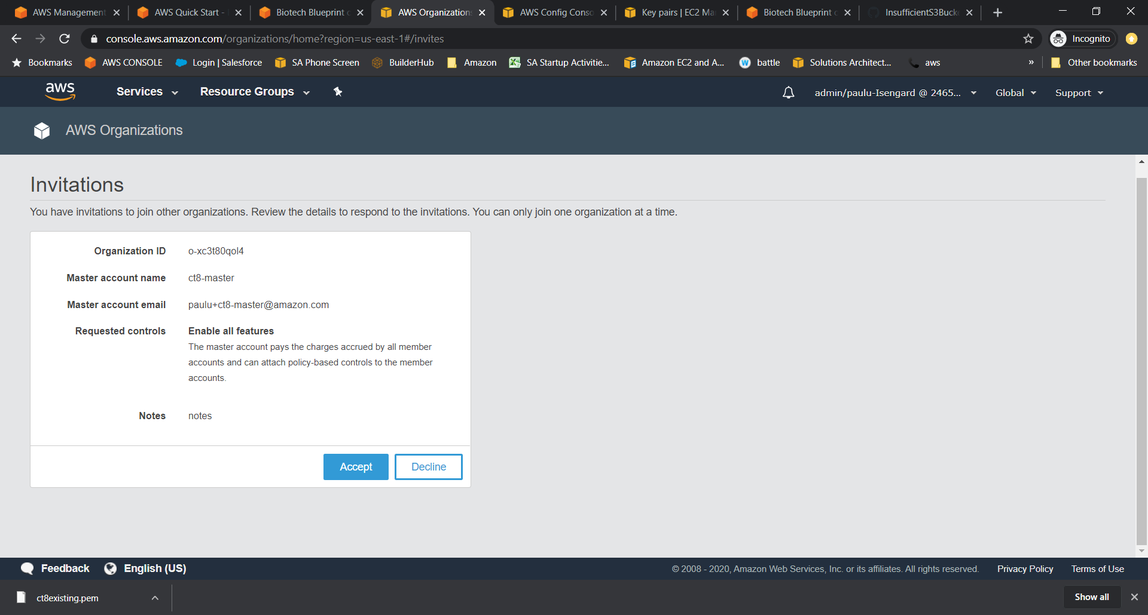 AWS Management
AWS Quick Start -
Biotech Blueprint
AWS Organization
AWS Config Conso
Key pairs | EC2 Ma
Biotech Blueprint
InsufficientS3Buck
console.aws.amazon.com/organizations/home?region=us-east-1#/invites
Incognito
Bookmarks
AWS CONSOLE
Login | Salesforce
SA Phone Screen
BuilderHub
Amazon
SA Startup Activitie...
Amazon EC2 and A...
battle
Solutions Architect...
aws
»
Other bookmarks
aws
Services
Resource Groups
admin/paulu-Isengard @ 2465...
Global
Support
AWS Organizations
Invitations
You have invitations to join other organizations. Review the details to respond to the invitations. You can only join one organization at a time.
Organization ID o-xc3t80qol4
Master account name ct8-master
Master account email paulu+ct8-master@amazon.com
Requested controls Enable all features
The master account pays the charges accrued by all member
accounts and can attach policy-based controls to the member
accounts.
Notes notes
Accept
Decline
Feedback
English (US)
© 2008 - 2020, Amazon Web Services, Inc. or its affiliates. All rights reserved.
Privacy Policy
Terms of Use
ct8existing.pem
Show all